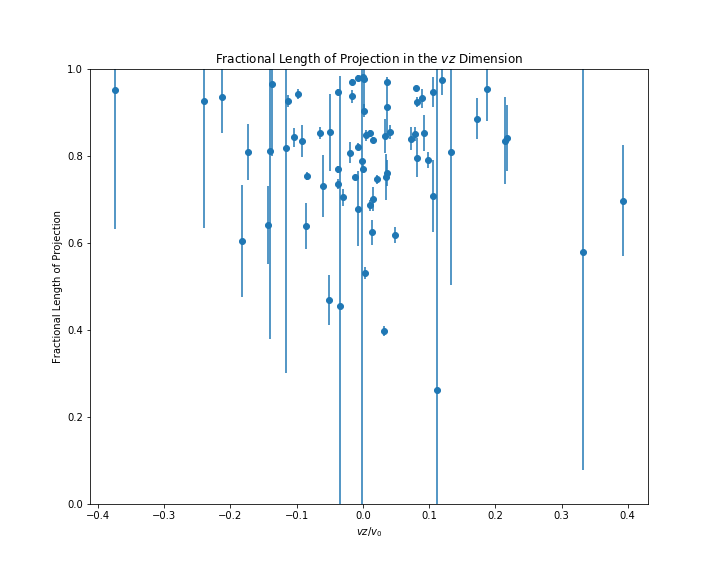 Fractional Length of Projection in the vz Dimension
1.0
0.8
0.6
0.4
0.2
0.0
Fractional Length of Projection
−0.4 −0.3 −0.2 −0.1 0.0 0.1 0.2 0.3 0.4
vz/v₀